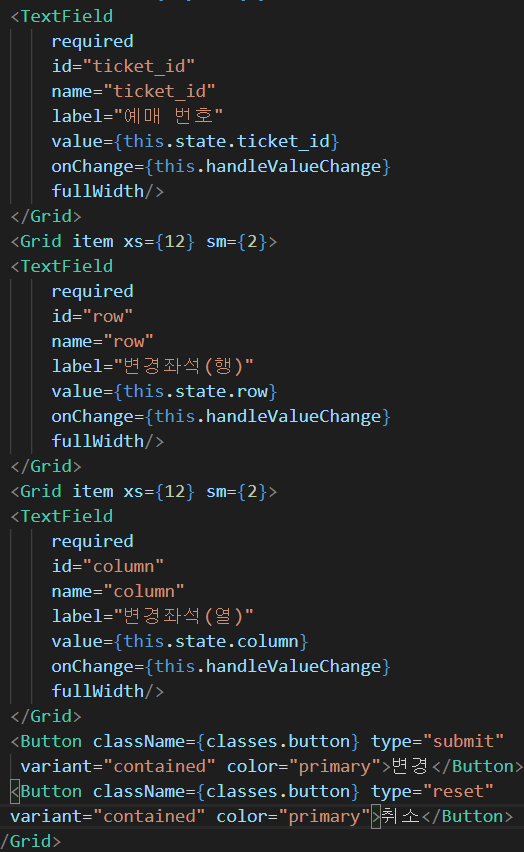 <TextField
required
id="ticket_id"
name="ticket_id"
label="예매 번호"
value={this.state.ticket_id}
onChange={this.handleValueChange}
fullWidth/>
</Grid>
<Grid item xs={12} sm={2}>
<TextField
required
id="row"
name="row"
label="변경좌석(행)"
value={this.state.row}
onChange={this.handleValueChange}
fullWidth/>
</Grid>
<Grid item xs={12} sm={2}>
<TextField
required
id="column"
name="column"
label="변경좌석(열)"
value={this.state.column}
onChange={this.handleValueChange}
fullWidth/>
</Grid>
<Button className={classes.button} type="submit"
variant="contained" color="primary">변경</Button>
<Button className={classes.button} type="reset"
variant="contained" color="primary">취소</Button>
/Grid>